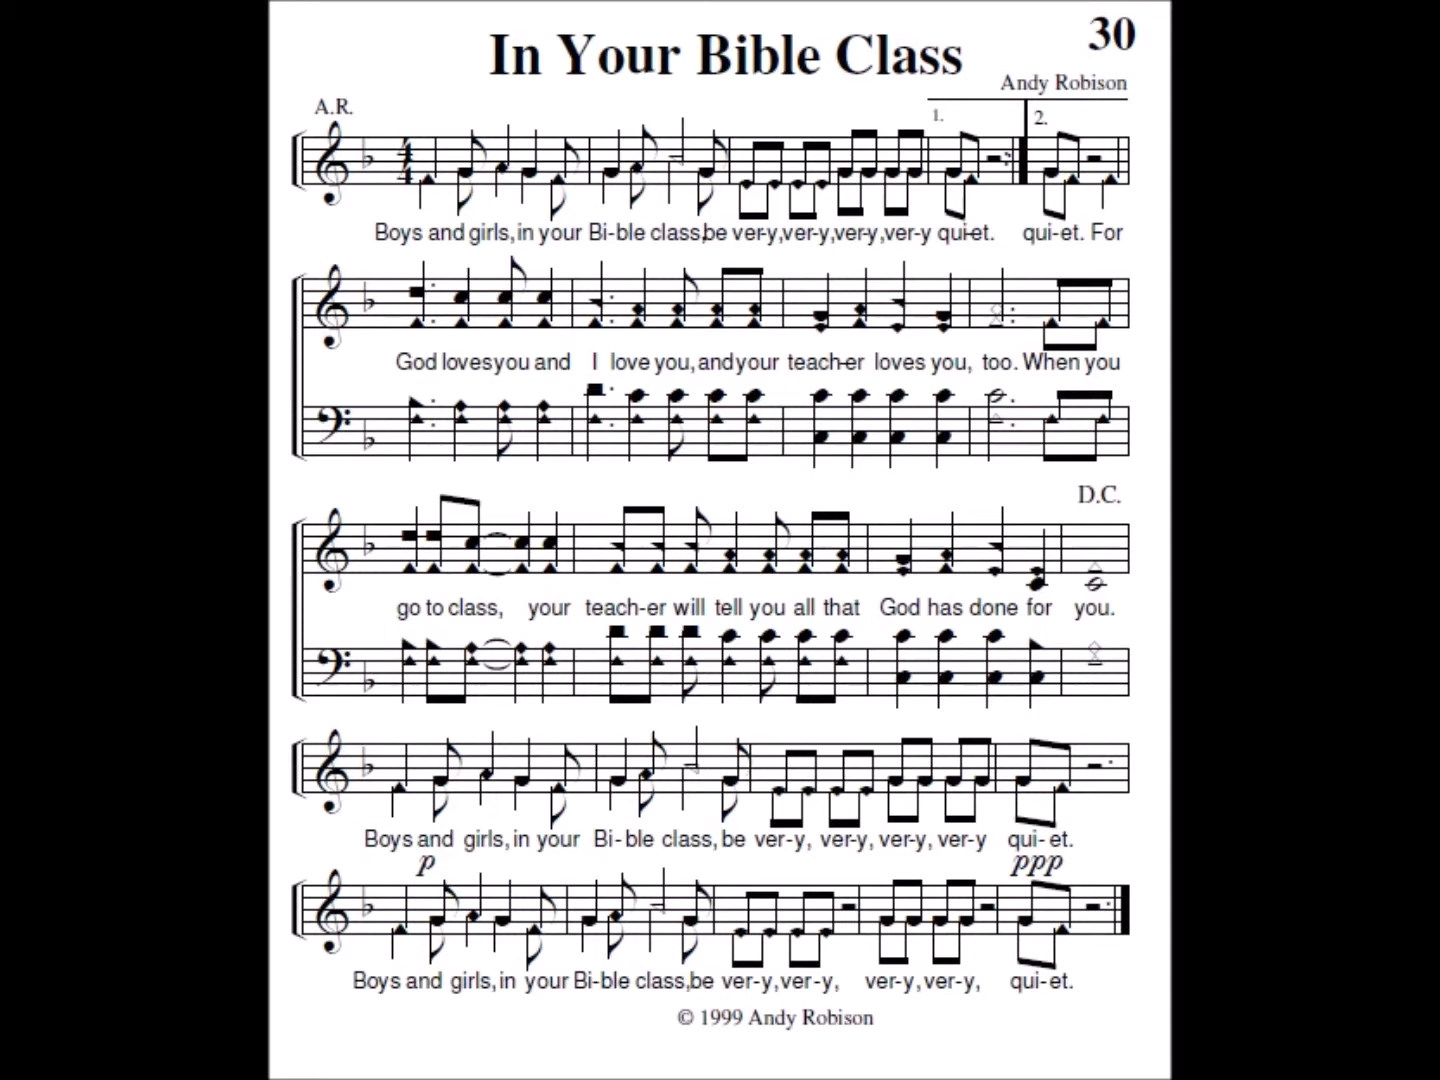 30
In Your Bible Class
Andy Robison
A.R.
1. 2.
Boys and girls, in your Bi-ble class, be ver-y, ver-y, ver-y, ver-y qui-et. qui-et. For
God loves you and I love you, and your teach-er loves you, too. When you
D.C.
go to class, your teach-er will tell you all that God has done for you.
Boys and girls, in your Bi-ble class, be ver-y, ver-y, ver-y, ver-y qui-et.
p ppp
Boys and girls, in your Bi-ble class, be ver-y, ver-y, ver-y, ver-y, qui-et.
© 1999 Andy Robison